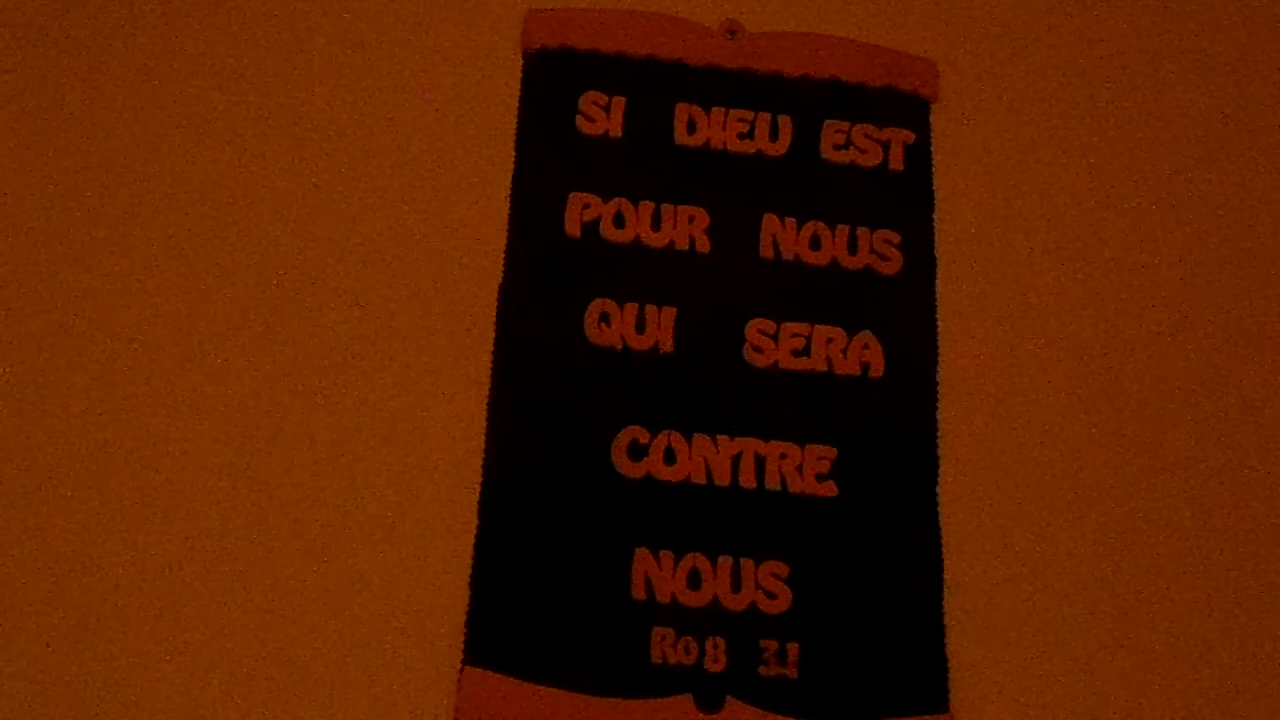 SI DIEU EST
POUR NOUS
QUI SERA
CONTRE
NOUS
Ro 8 31